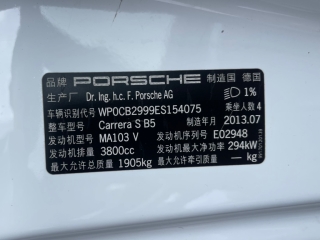 品牌 PORSCHE 制造国 德国
生产厂 Dr. Ing. h.c. F. Porsche AG 1%
车辆识别代号 WP0CB2999ES154075 乘坐人数 4
整车型号 Carrera S B5 制造年月 2013.07
发动机型号 MA103 V 发动机序列号 E02948
发动机排量 3800cc 发动机最大净功率 294kW
最大允许总质量 1905kg 最大允许牵引质量 — kg